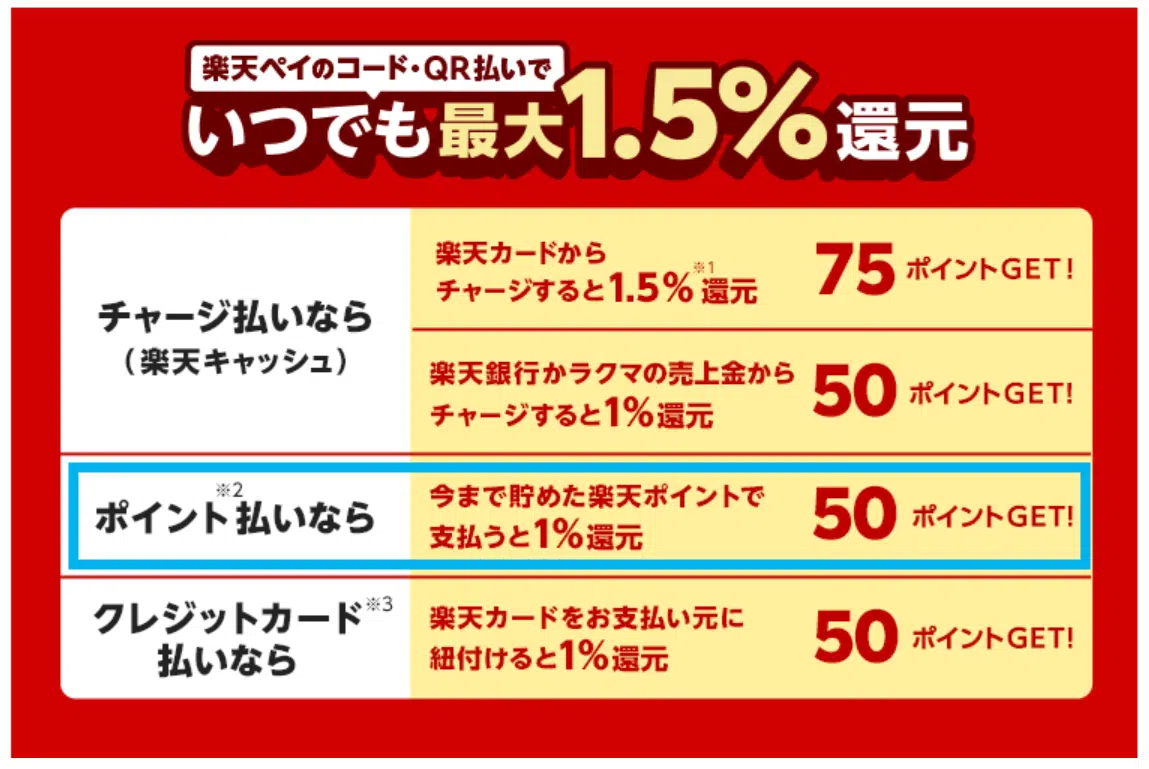 楽天ペイのコード・QR払いで
いつでも最大1.5%還元
チャージ払いなら
（楽天キャッシュ）
楽天カードから
チャージすると1.5%※1還元
75ポイントGET!
楽天銀行かラクマの売上金から
チャージすると1%還元
50ポイントGET!
ポイント※2払いなら
今まで貯めた楽天ポイントで
支払うと1%還元
50ポイントGET!
クレジットカード※3
払いなら
楽天カードをお支払い元に
紐付けると1%還元
50ポイントGET!